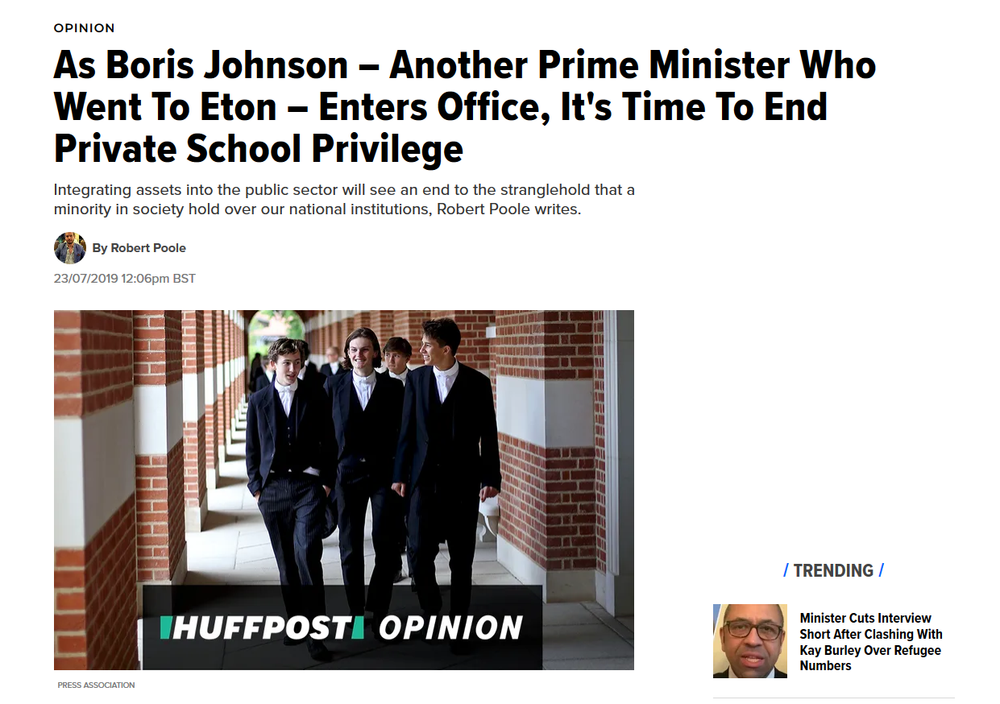 OPINION
As Boris Johnson – Another Prime Minister Who
Went To Eton – Enters Office, It's Time To End
Private School Privilege
Integrating assets into the public sector will see an end to the stranglehold that a
minority in society hold over our national institutions, Robert Poole writes.
By Robert Poole
23/07/2019 12:06pm BST
HUFFPOST OPINION
PRESS ASSOCIATION
/ TRENDING /
Minister Cuts Interview
Short After Clashing With
Kay Burley Over Refugee
Numbers